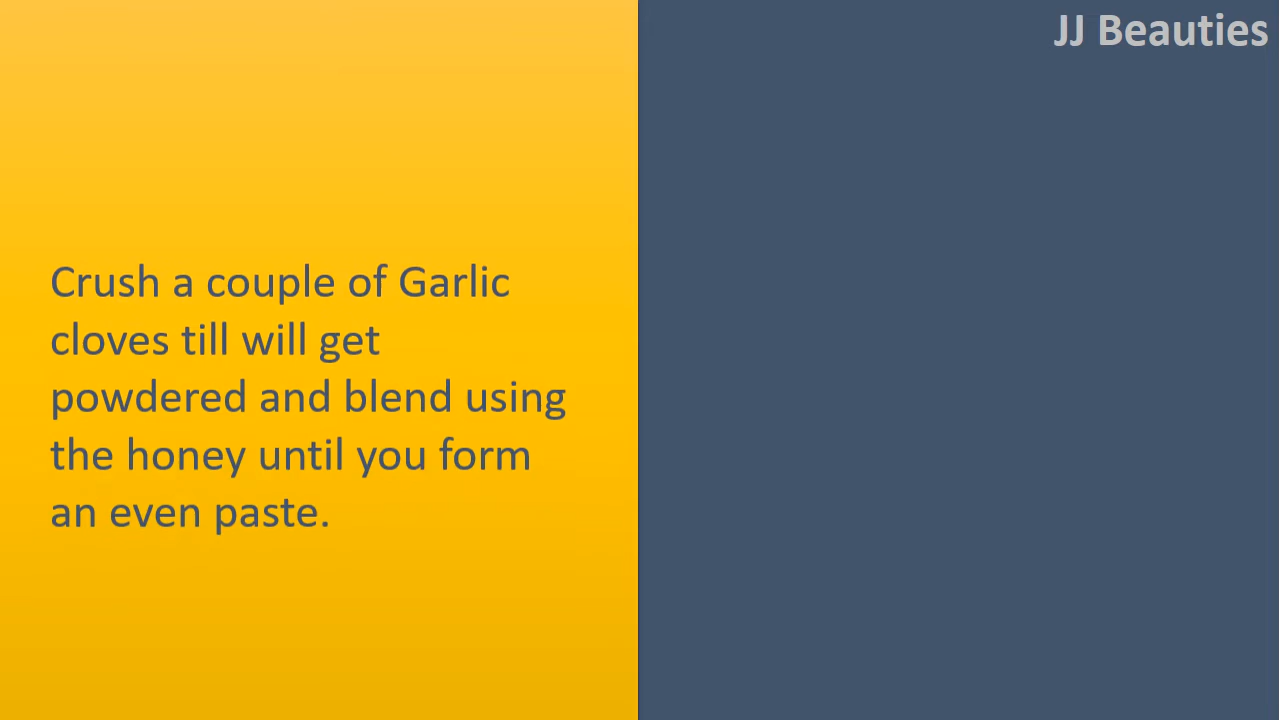 JJ Beauties
Crush a couple of Garlic
cloves till will get
powdered and blend using
the honey until you form
an even paste.